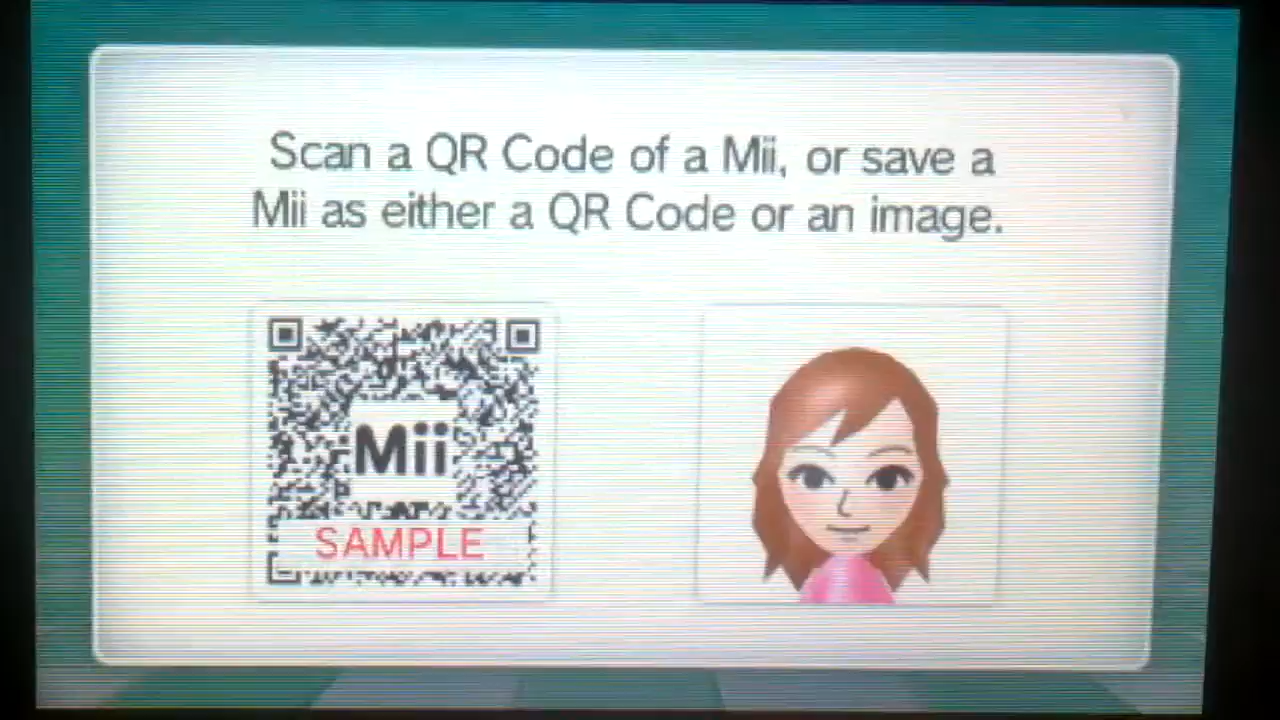 Scan a QR Code of a Mii, or save a
Mii as either a QR Code or an image.
Mii
SAMPLE